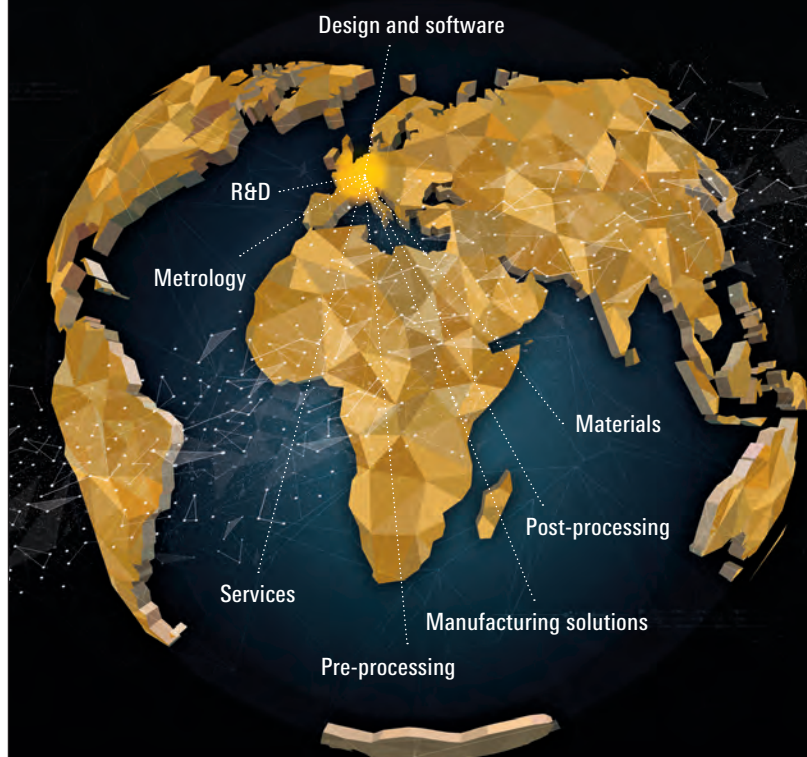 Design and software
R&D
Metrology
Materials
Post-processing
Services
Manufacturing solutions
Pre-processing